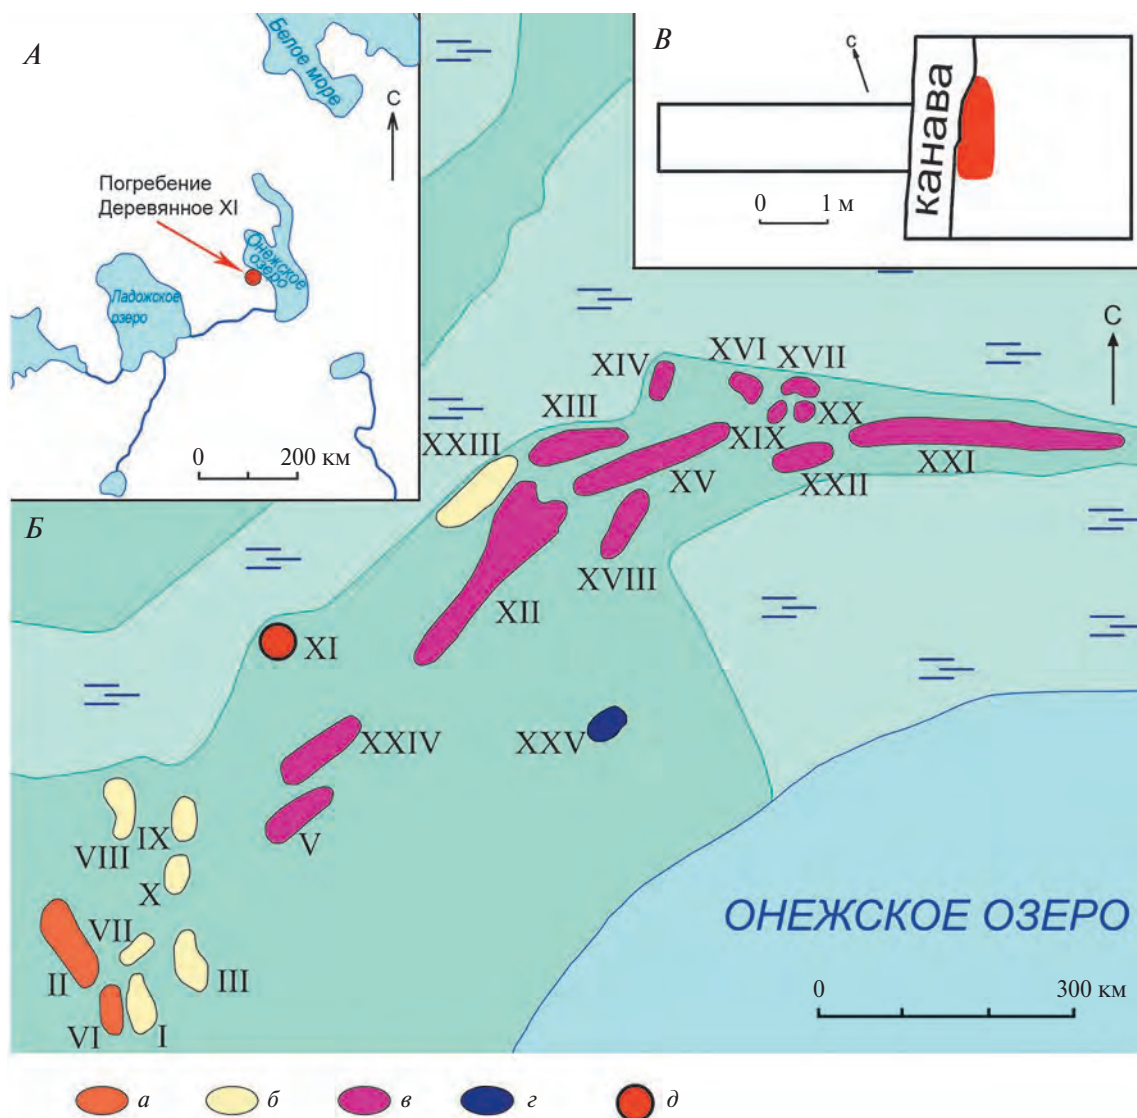 А
Белое
море
С
Погребение
Деревянное XI
Онежское
озеро
Ладожское
озеро
0 200 км
В
с
канава
0 1 м
Б
С
XIV
XVI
XVII
XIII
XIX
XX
XXIII
XV
XXII
XXI
XVIII
XII
XI
XXIV
XXV
V
VIII
IX
X
VII
II
III
VI
I
ОНЕЖСКОЕ ОЗЕРО
0 300 км
а б в г д